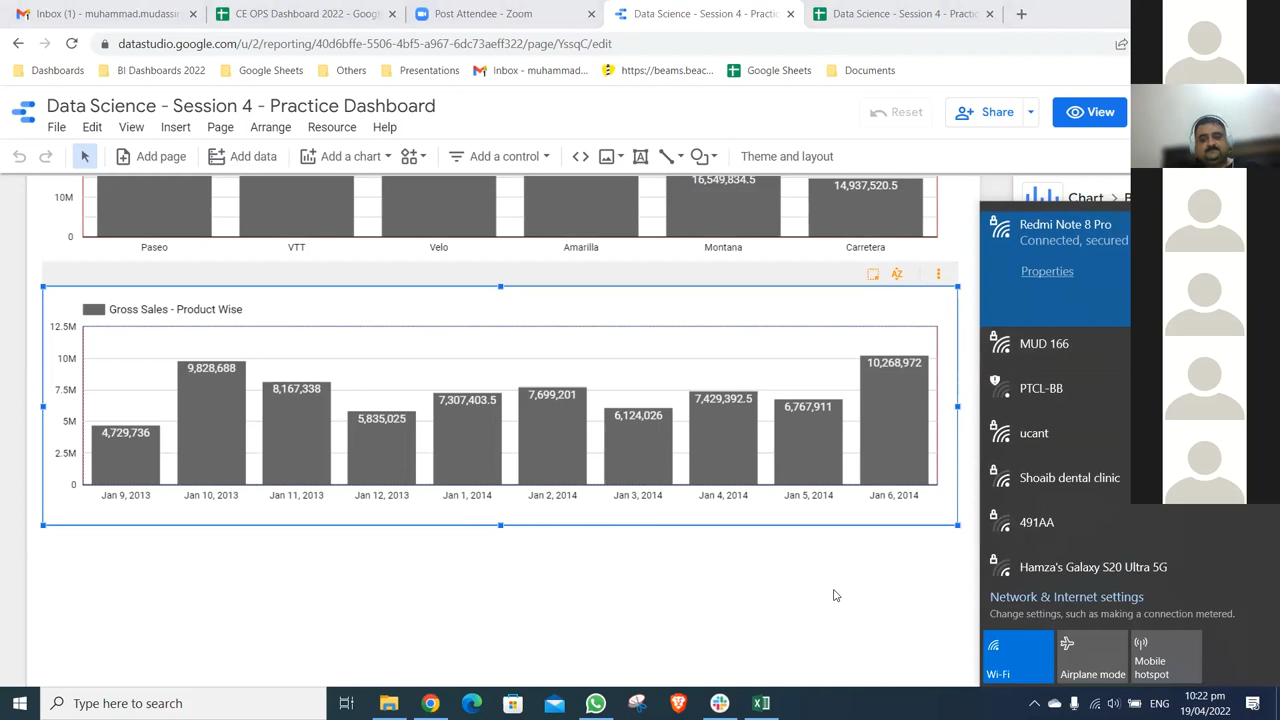 Inbox (1) - muhammad.mudassir
CE OPS Dashboard 2022 - Google
Post Attendee - Zoom
Data Science - Session 4 - Practic
Data Science - Session 4 - Practic
datastudio.google.com/u/2/reporting/40d6bffe-5506-4bf5-2967-6dc73aeff322/page/YssqC/edit
Dashboards
BI Dashboards 2022
Google Sheets
Others
Presentations
Inbox - muhammad...
https://beams.beac...
Google Sheets
Documents
Data Science - Session 4 - Practice Dashboard
Reset
Share
View
File Edit View Insert Page Arrange Resource Help
Add page
Add data
Add a chart
Add a control
Theme and layout
10M
0
16,549,834.5
14,937,520.5
Paseo VTT Velo Amarilla Montana Carretera
Chart
Gross Sales - Product Wise
12.5M
10M
7.5M
5M
2.5M
0
4,729,736
9,828,688
8,167,338
5,835,025
7,307,403.5
7,699,201
6,124,026
7,429,392.5
6,767,911
10,268,972
Jan 9, 2013 Jan 10, 2013 Jan 11, 2013 Jan 12, 2013 Jan 1, 2014 Jan 2, 2014 Jan 3, 2014 Jan 4, 2014 Jan 5, 2014 Jan 6, 2014
Redmi Note 8 Pro
Connected, secured
Properties
MUD 166
PTCL-BB
ucant
Shoaib dental clinic
491AA
Hamza's Galaxy S20 Ultra 5G
Network & Internet settings
Change settings, such as making a connection metered.
Wi-Fi
Airplane mode
Mobile
hotspot
Type here to search
ENG
10:22 pm
19/04/2022